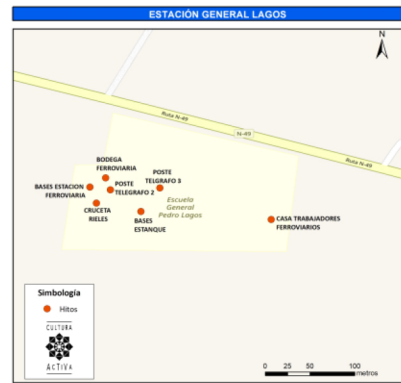 ESTACIÓN GENERAL LAGOS
N
Ruta N-49
N-49
Ruta N-49
BODEGA
FERROVIARIA
POSTE
TELGRAFO 3
BASES ESTACION
FERROVIARIA
POSTE
TELEGRAFO 2
CRUCETA
RIELES
BASES
ESTANQUE
Escuela
General
Pedro Lagos
CASA TRABAJADORES
FERROVIARIOS
Simbología
Hitos
CULTURA
ACTIVA
0 25 50 100
metros